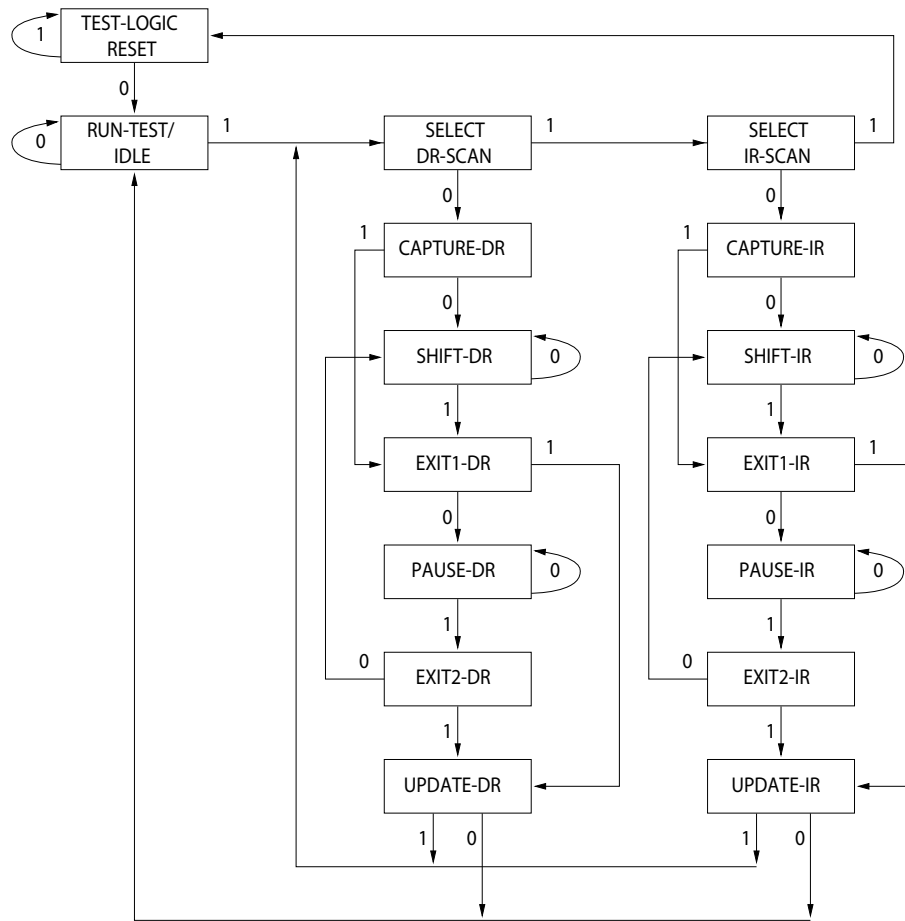 TEST-LOGIC
RESET
1
0
RUN-TEST/
IDLE
0
1
SELECT
DR-SCAN
1
SELECT
IR-SCAN
1
0
0
1
CAPTURE-DR
1
CAPTURE-IR
0
0
SHIFT-DR
0
SHIFT-IR
0
1
1
EXIT1-DR
1
EXIT1-IR
1
0
0
PAUSE-DR
0
PAUSE-IR
0
1
1
0
EXIT2-DR
0
EXIT2-IR
1
1
UPDATE-DR
UPDATE-IR
1
0
1
0